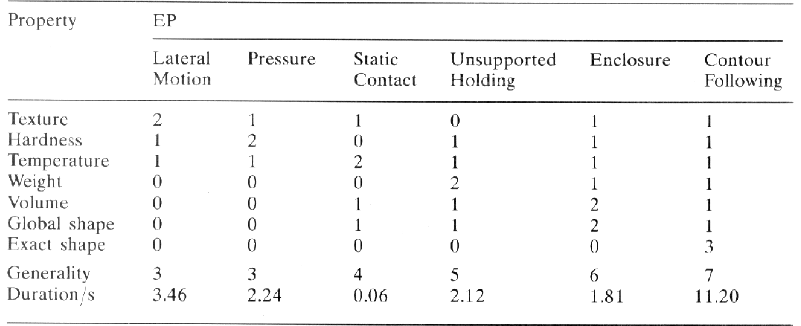 Property EP
Lateral Motion Pressure Static Contact Unsupported Holding Enclosure Contour Following
Texture 2 1 1 0 1 1
Hardness 1 2 0 1 1 1
Temperature 1 1 2 1 1 1
Weight 0 0 0 2 1 1
Volume 0 0 1 1 2 1
Global shape 0 0 1 1 2 1
Exact shape 0 0 0 0 0 3
Generality 3 3 4 5 6 7
Duration/s 3.46 2.24 0.06 2.12 1.81 11.20